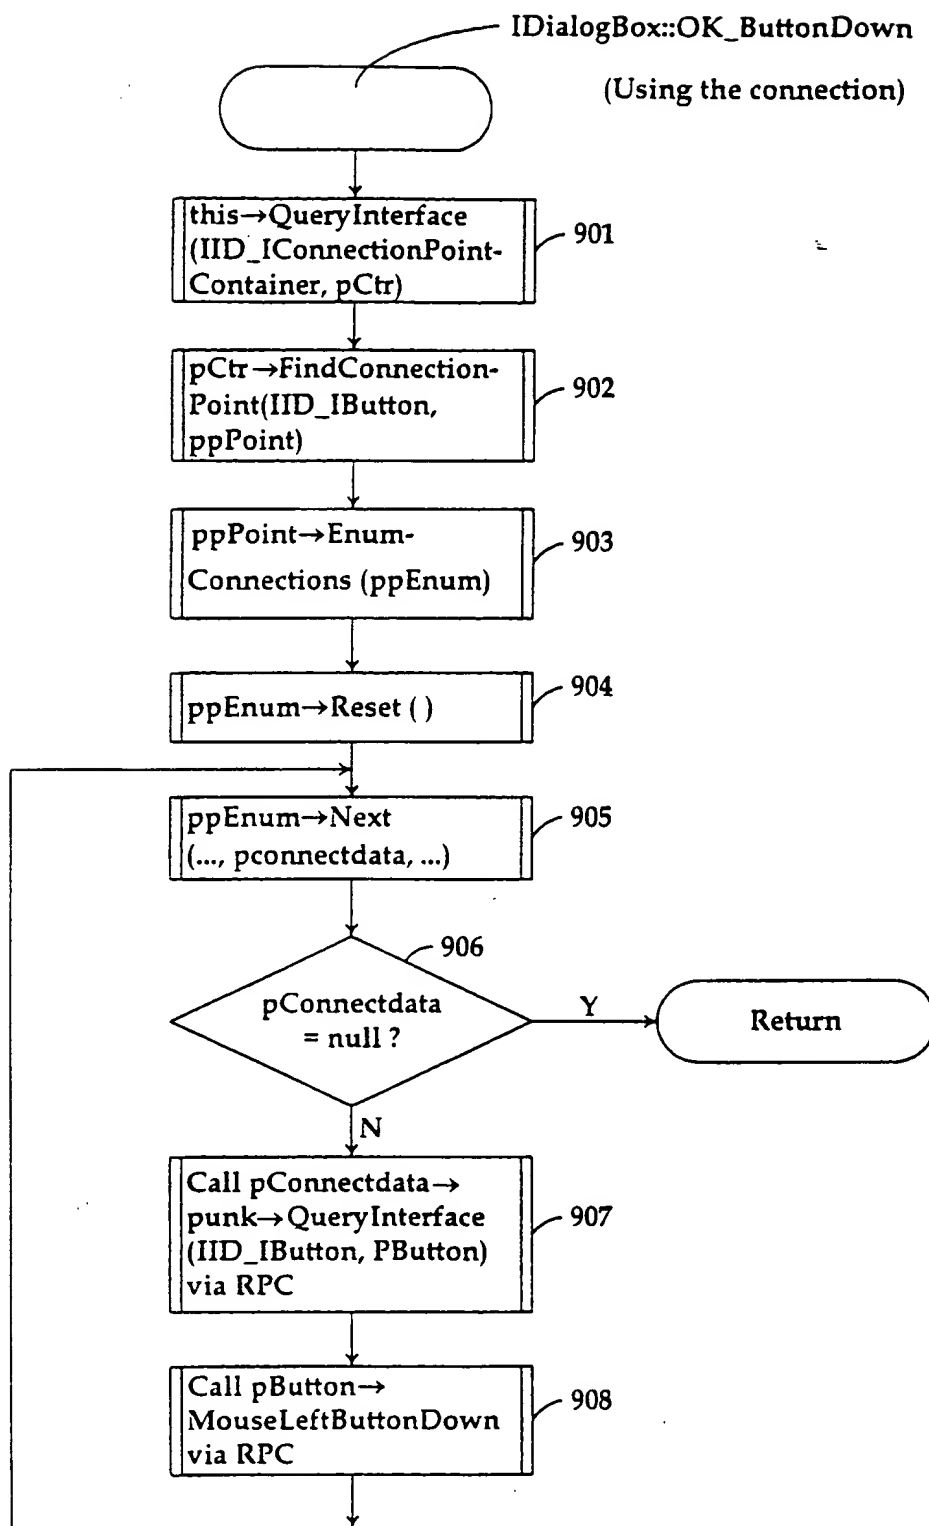 IDialogBox::OK_ButtonDown
(Using the connection)
this→QueryInterface
(IID_IConnectionPoint-
Container, pCtr)
901
pCtr→FindConnection-
Point(IID_IButton,
ppPoint)
902
ppPoint→Enum-
Connections (ppEnum)
903
ppEnum→Reset ( )
904
ppEnum→Next
(..., pconnectdata, ...)
905
906
pConnectdata
= null ?
Y
Return
N
Call pConnectdata→
punk→QueryInterface
(IID_IButton, PButton)
via RPC
907
Call pButton→
MouseLeftButtonDown
via RPC
908